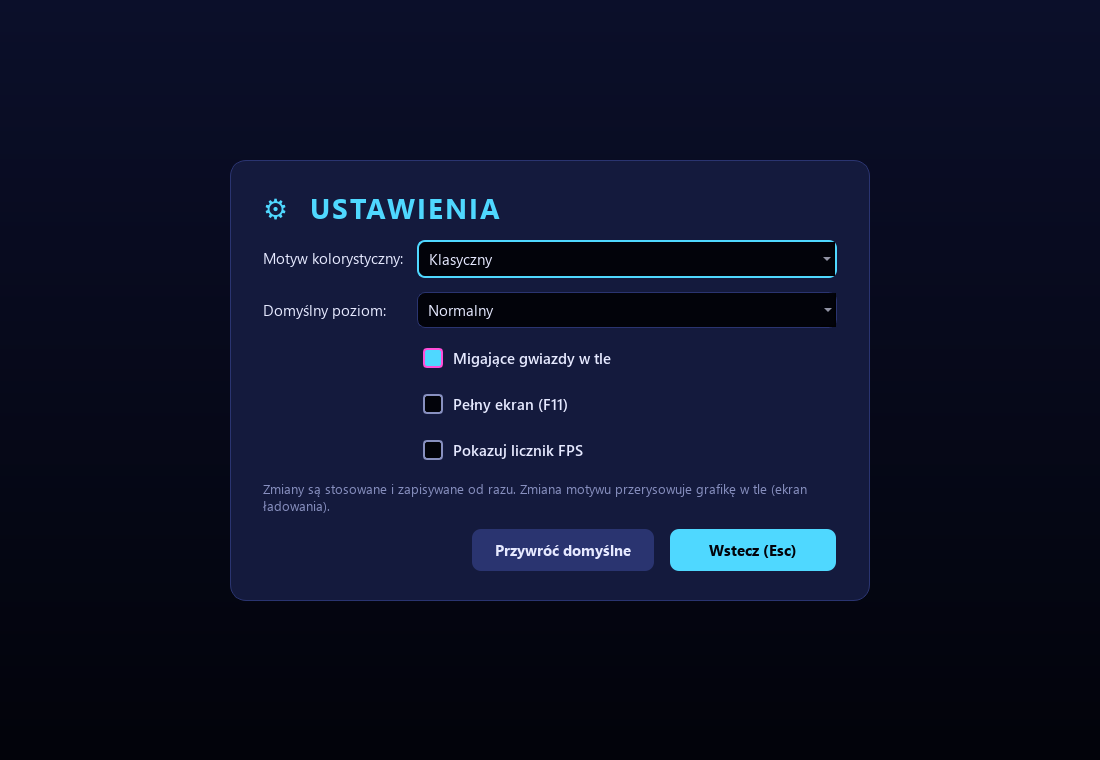 ⚙ USTAWIENIA
Motyw kolorystyczny: Klasyczny
Domyślny poziom: Normalny
Migające gwiazdy w tle
Pełny ekran (F11)
Pokazuj licznik FPS
Zmiany są stosowane i zapisywane od razu. Zmiana motywu przerysowuje grafikę w tle (ekran
ładowania).
Przywróć domyślne Wstecz (Esc)